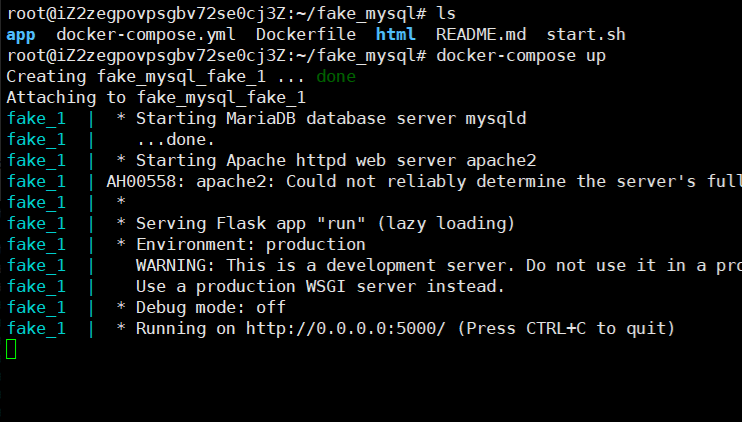 root@iZ2zegpovpsgbv72se0cj3Z:~/fake_mysql# ls
app  docker-compose.yml  Dockerfile  html  README.md  start.sh
root@iZ2zegpovpsgbv72se0cj3Z:~/fake_mysql# docker-compose up
Creating fake_mysql_fake_1 ... done
Attaching to fake_mysql_fake_1
fake_1  |  * Starting MariaDB database server mysqld
fake_1  |    ...done.
fake_1  |  * Starting Apache httpd web server apache2
fake_1  | AH00558: apache2: Could not reliably determine the server's full
fake_1  |  *
fake_1  |  * Serving Flask app "run" (lazy loading)
fake_1  |  * Environment: production
fake_1  |    WARNING: This is a development server. Do not use it in a pro
fake_1  |    Use a production WSGI server instead.
fake_1  |  * Debug mode: off
fake_1  |  * Running on http://0.0.0.0:5000/ (Press CTRL+C to quit)